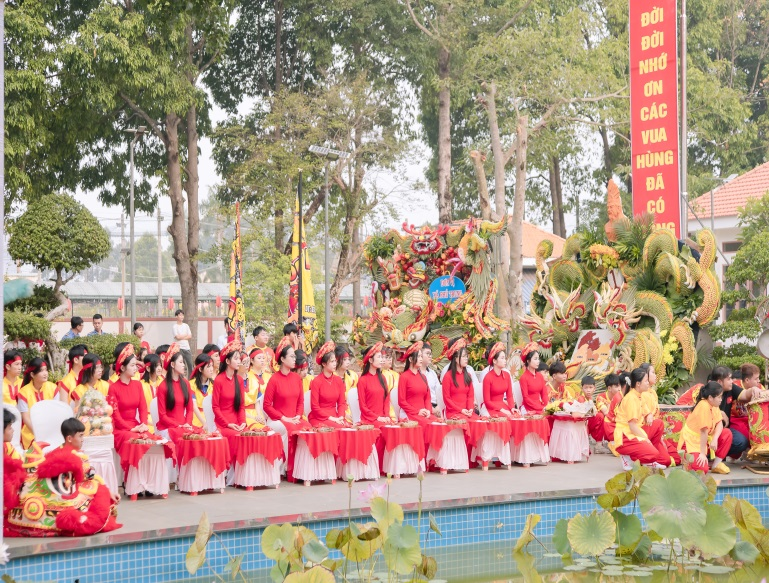 ĐỜI
ĐỜI
NHỚ
ƠN
CÁC
VUA
HÙNG
ĐÃ
CÓ